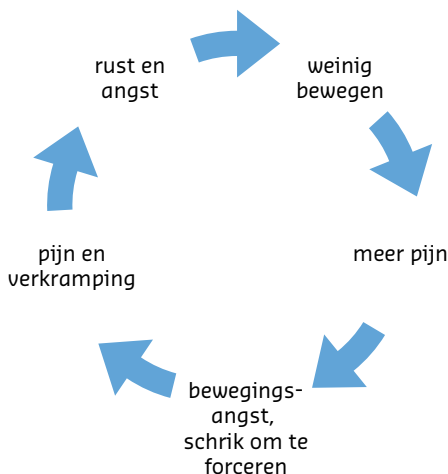 rust en
angst
weinig
bewegen
meer pijn
bewegings-
angst,
schrik om te
forceren
pijn en
verkramping